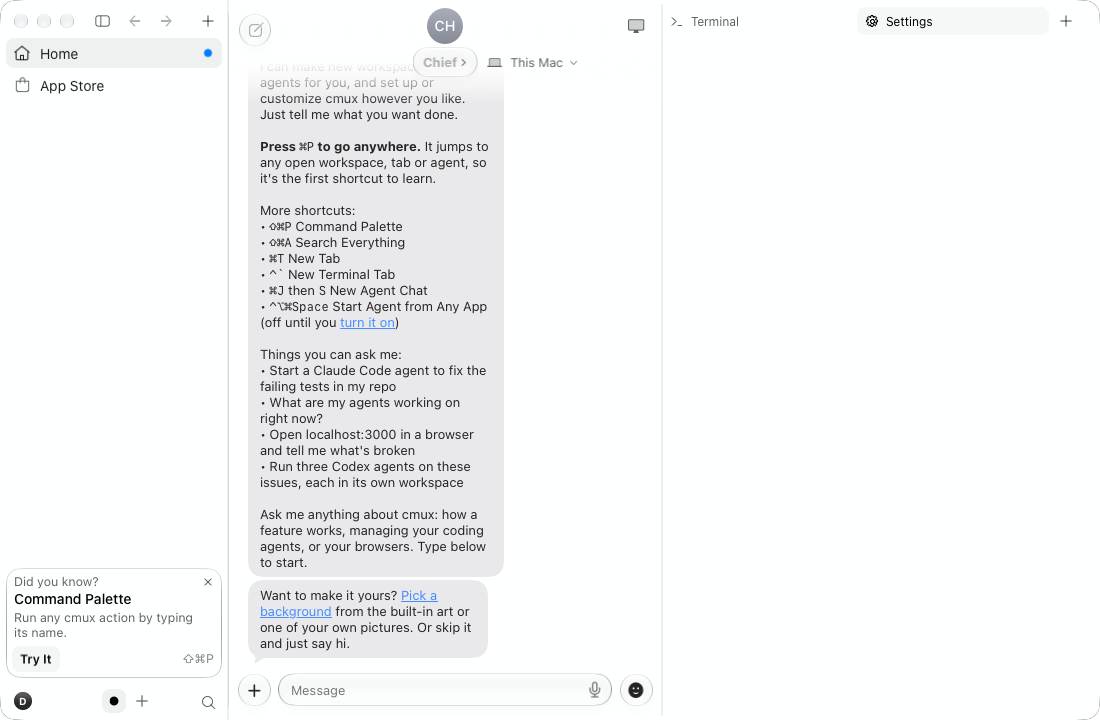 Home
App Store
Did you know?
Command Palette
Run any cmux action by typing
its name.
Try It
⇧⌘P
D
CH
Chief ›
This Mac
I can make new workspac
agents for you, and set up or
customize cmux however you like.
Just tell me what you want done.
Press ⌘P to go anywhere. It jumps to
any open workspace, tab or agent, so
it's the first shortcut to learn.
More shortcuts:
• ⇧⌘P Command Palette
• ⇧⌘A Search Everything
• ⌘T New Tab
• ^` New Terminal Tab
• ⌘J then S New Agent Chat
• ^⌥⌘Space Start Agent from Any App
(off until you turn it on)
Things you can ask me:
• Start a Claude Code agent to fix the
failing tests in my repo
• What are my agents working on
right now?
• Open localhost:3000 in a browser
and tell me what's broken
• Run three Codex agents on these
issues, each in its own workspace
Ask me anything about cmux: how a
feature works, managing your coding
agents, or your browsers. Type below
to start.
Want to make it yours? Pick a
background from the built-in art or
one of your own pictures. Or skip it
and just say hi.
Message
Terminal
Settings